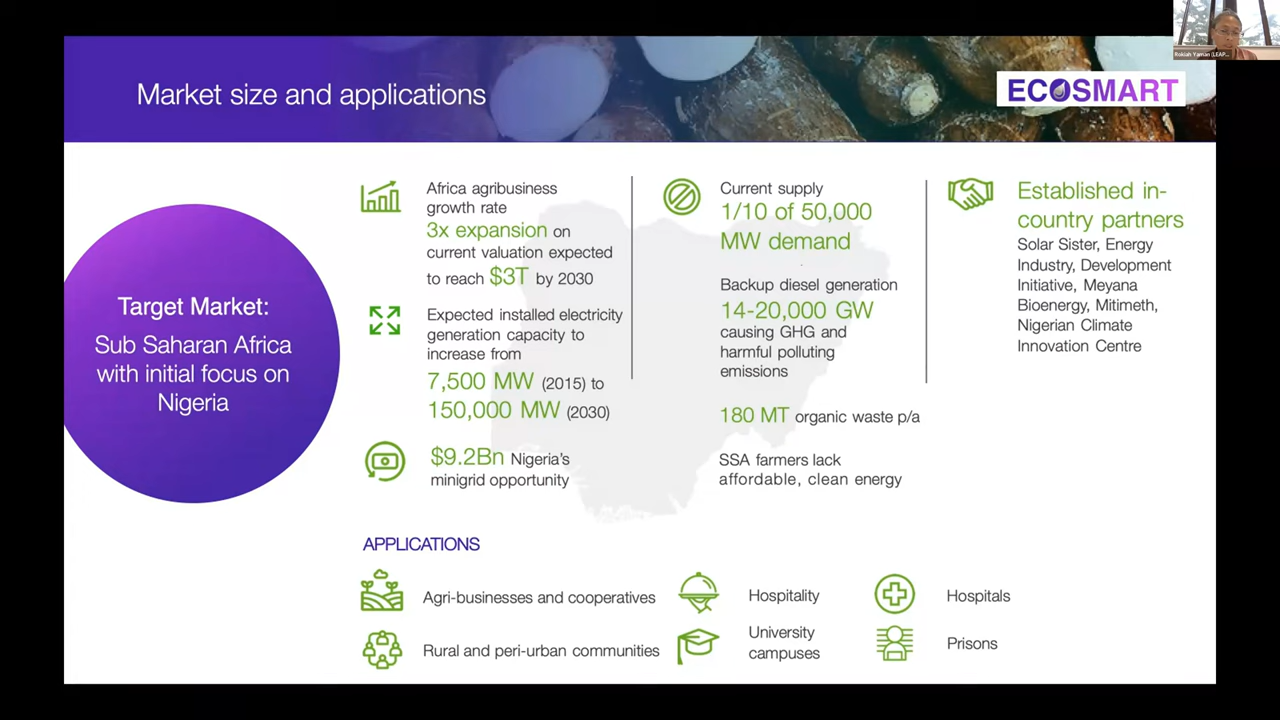 Market size and applications
ECOSMART
Rokiah Yaman (LEAP...
Target Market:
Sub Saharan Africa
with initial focus on
Nigeria
Africa agribusiness
growth rate
3x expansion on
current valuation expected
to reach $3T by 2030
Expected installed electricity
generation capacity to
increase from
7,500 MW (2015) to
150,000 MW (2030)
$9.2Bn Nigeria's
minigrid opportunity
Current supply
1/10 of 50,000
MW demand
Backup diesel generation
14-20,000 GW
causing GHG and
harmful polluting
emissions
180 MT organic waste p/a
SSA farmers lack
affordable, clean energy
Established in-
country partners
Solar Sister, Energy
Industry, Development
Initiative, Meyana
Bioenergy, Mitimeth,
Nigerian Climate
Innovation Centre
APPLICATIONS
Agri-businesses and cooperatives
Rural and peri-urban communities
Hospitality
University
campuses
Hospitals
Prisons